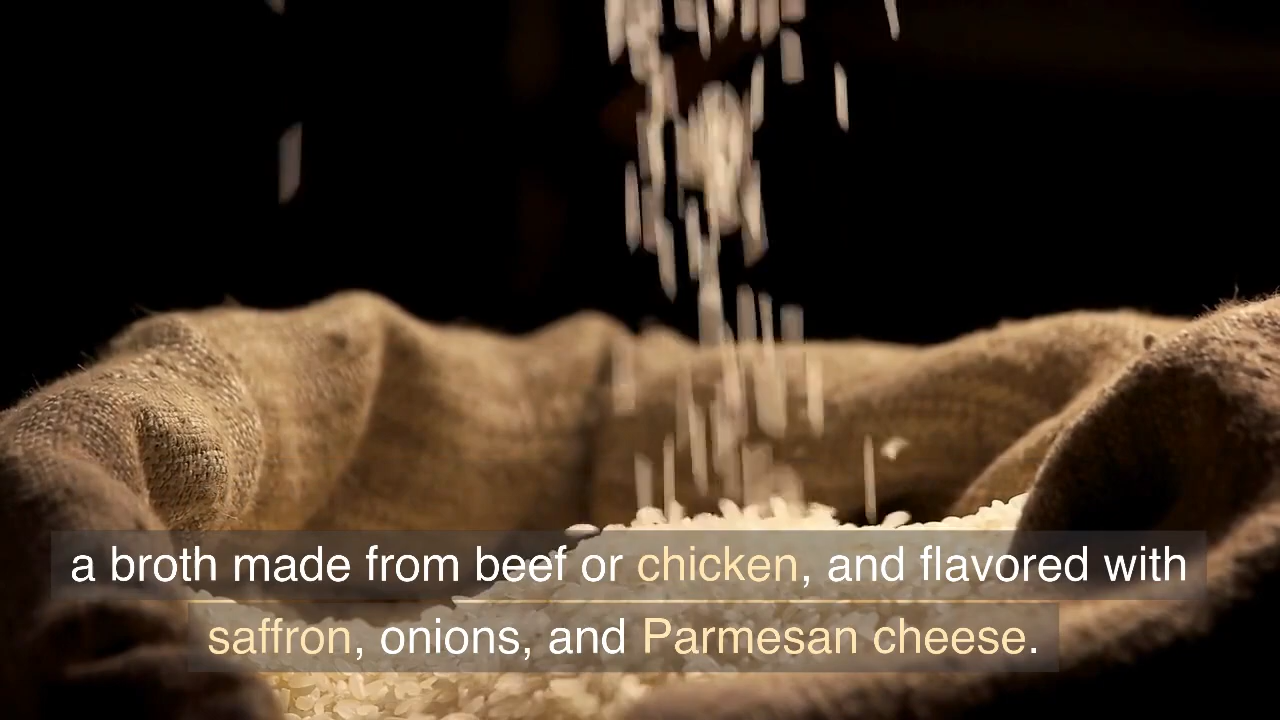 a broth made from beef or chicken, and flavored with
saffron, onions, and Parmesan cheese.